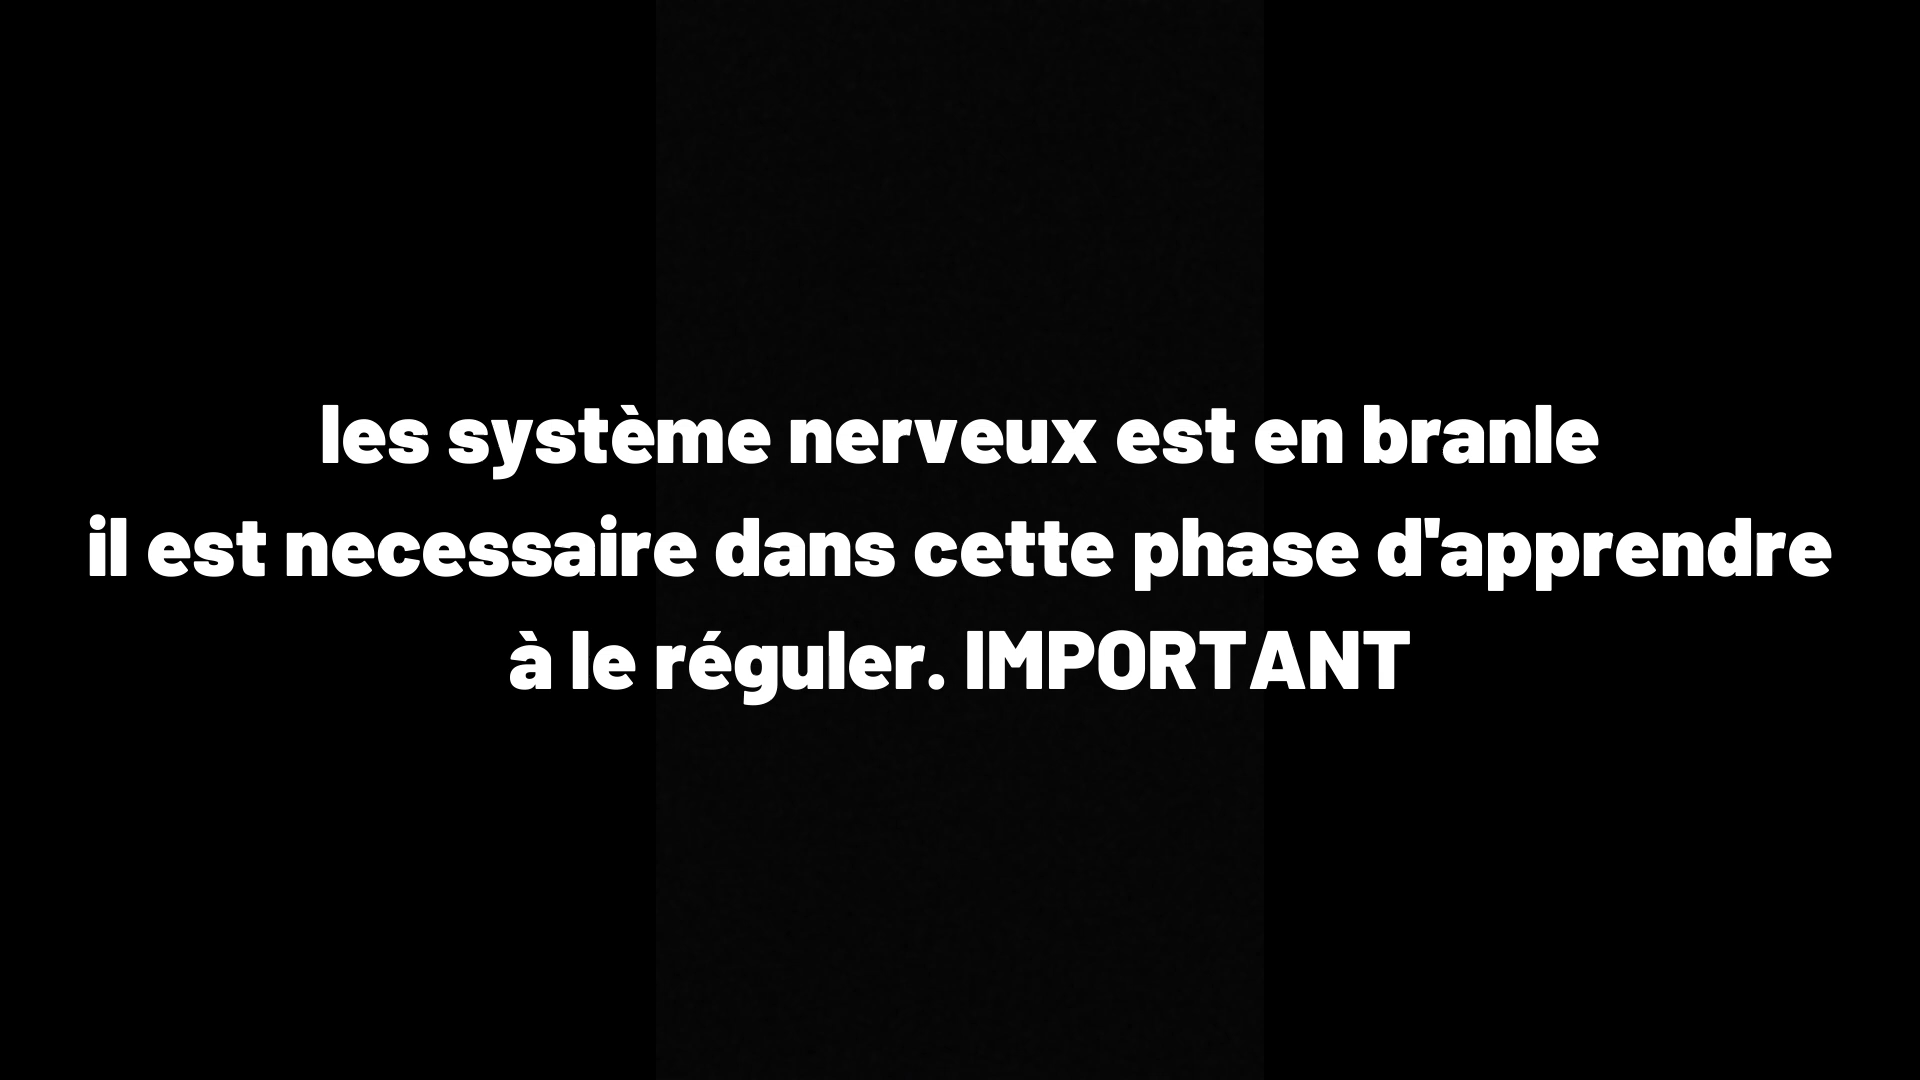 les système nerveux est en branle
il est necessaire dans cette phase d'apprendre
à le réguler. IMPORTANT